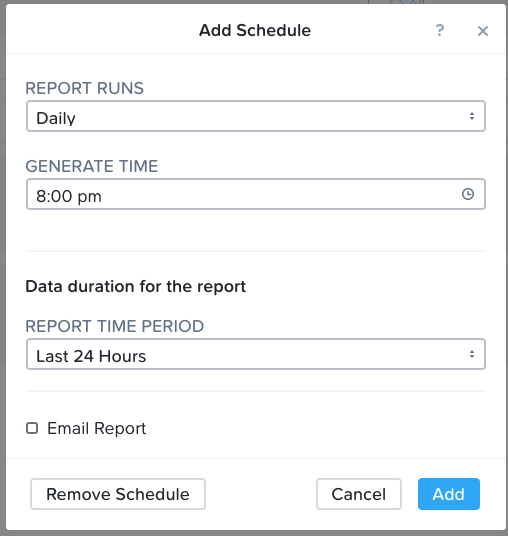 Add Schedule ? ×
REPORT RUNS
Daily
GENERATE TIME
8:00 pm
Data duration for the report
REPORT TIME PERIOD
Last 24 Hours
Email Report
Remove Schedule Cancel Add